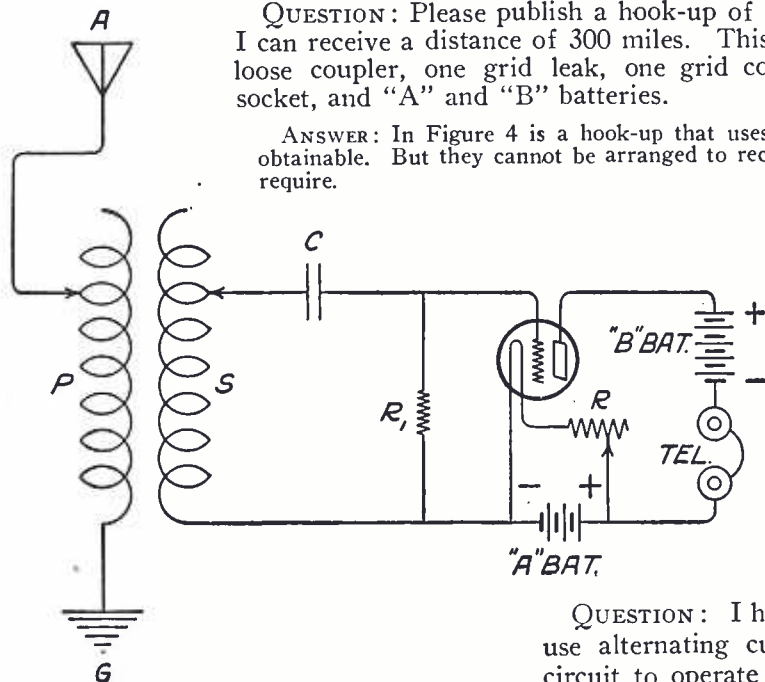 A
QUESTION: Please publish a hook-up of
I can receive a distance of 300 miles. This
loose coupler, one grid leak, one grid co
socket, and "A" and "B" batteries.
ANSWER: In Figure 4 is a hook-up that uses
obtainable. But they cannot be arranged to rec
require.
C
P
S
R₁
R
"B" BAT.
+
−
TEL.
− +
"A" BAT.
G
QUESTION: I h
use alternating cu
circuit to operate